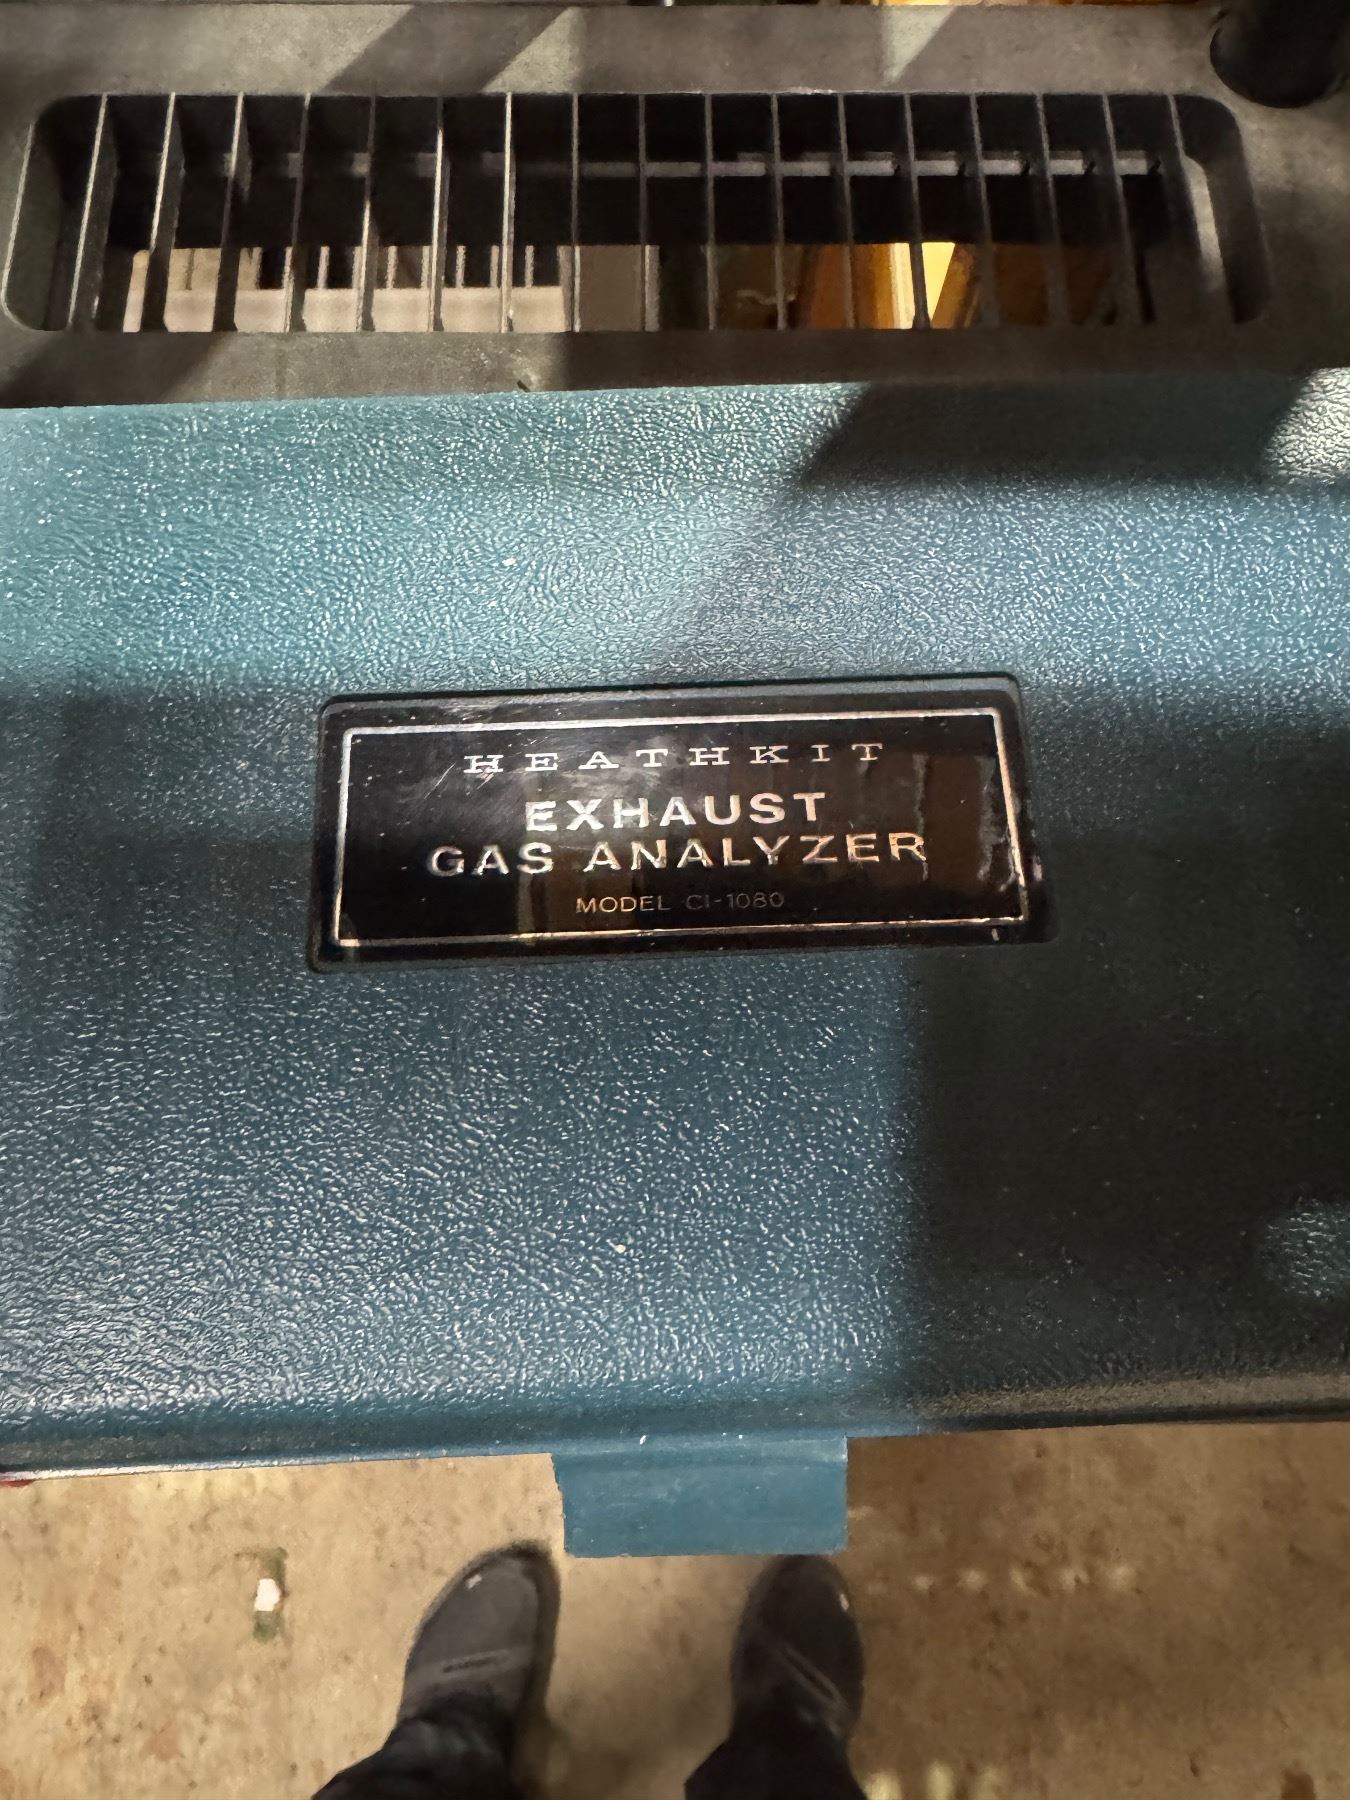 HEATHKIT
EXHAUST
GAS ANALYZER
MODEL CI-1080